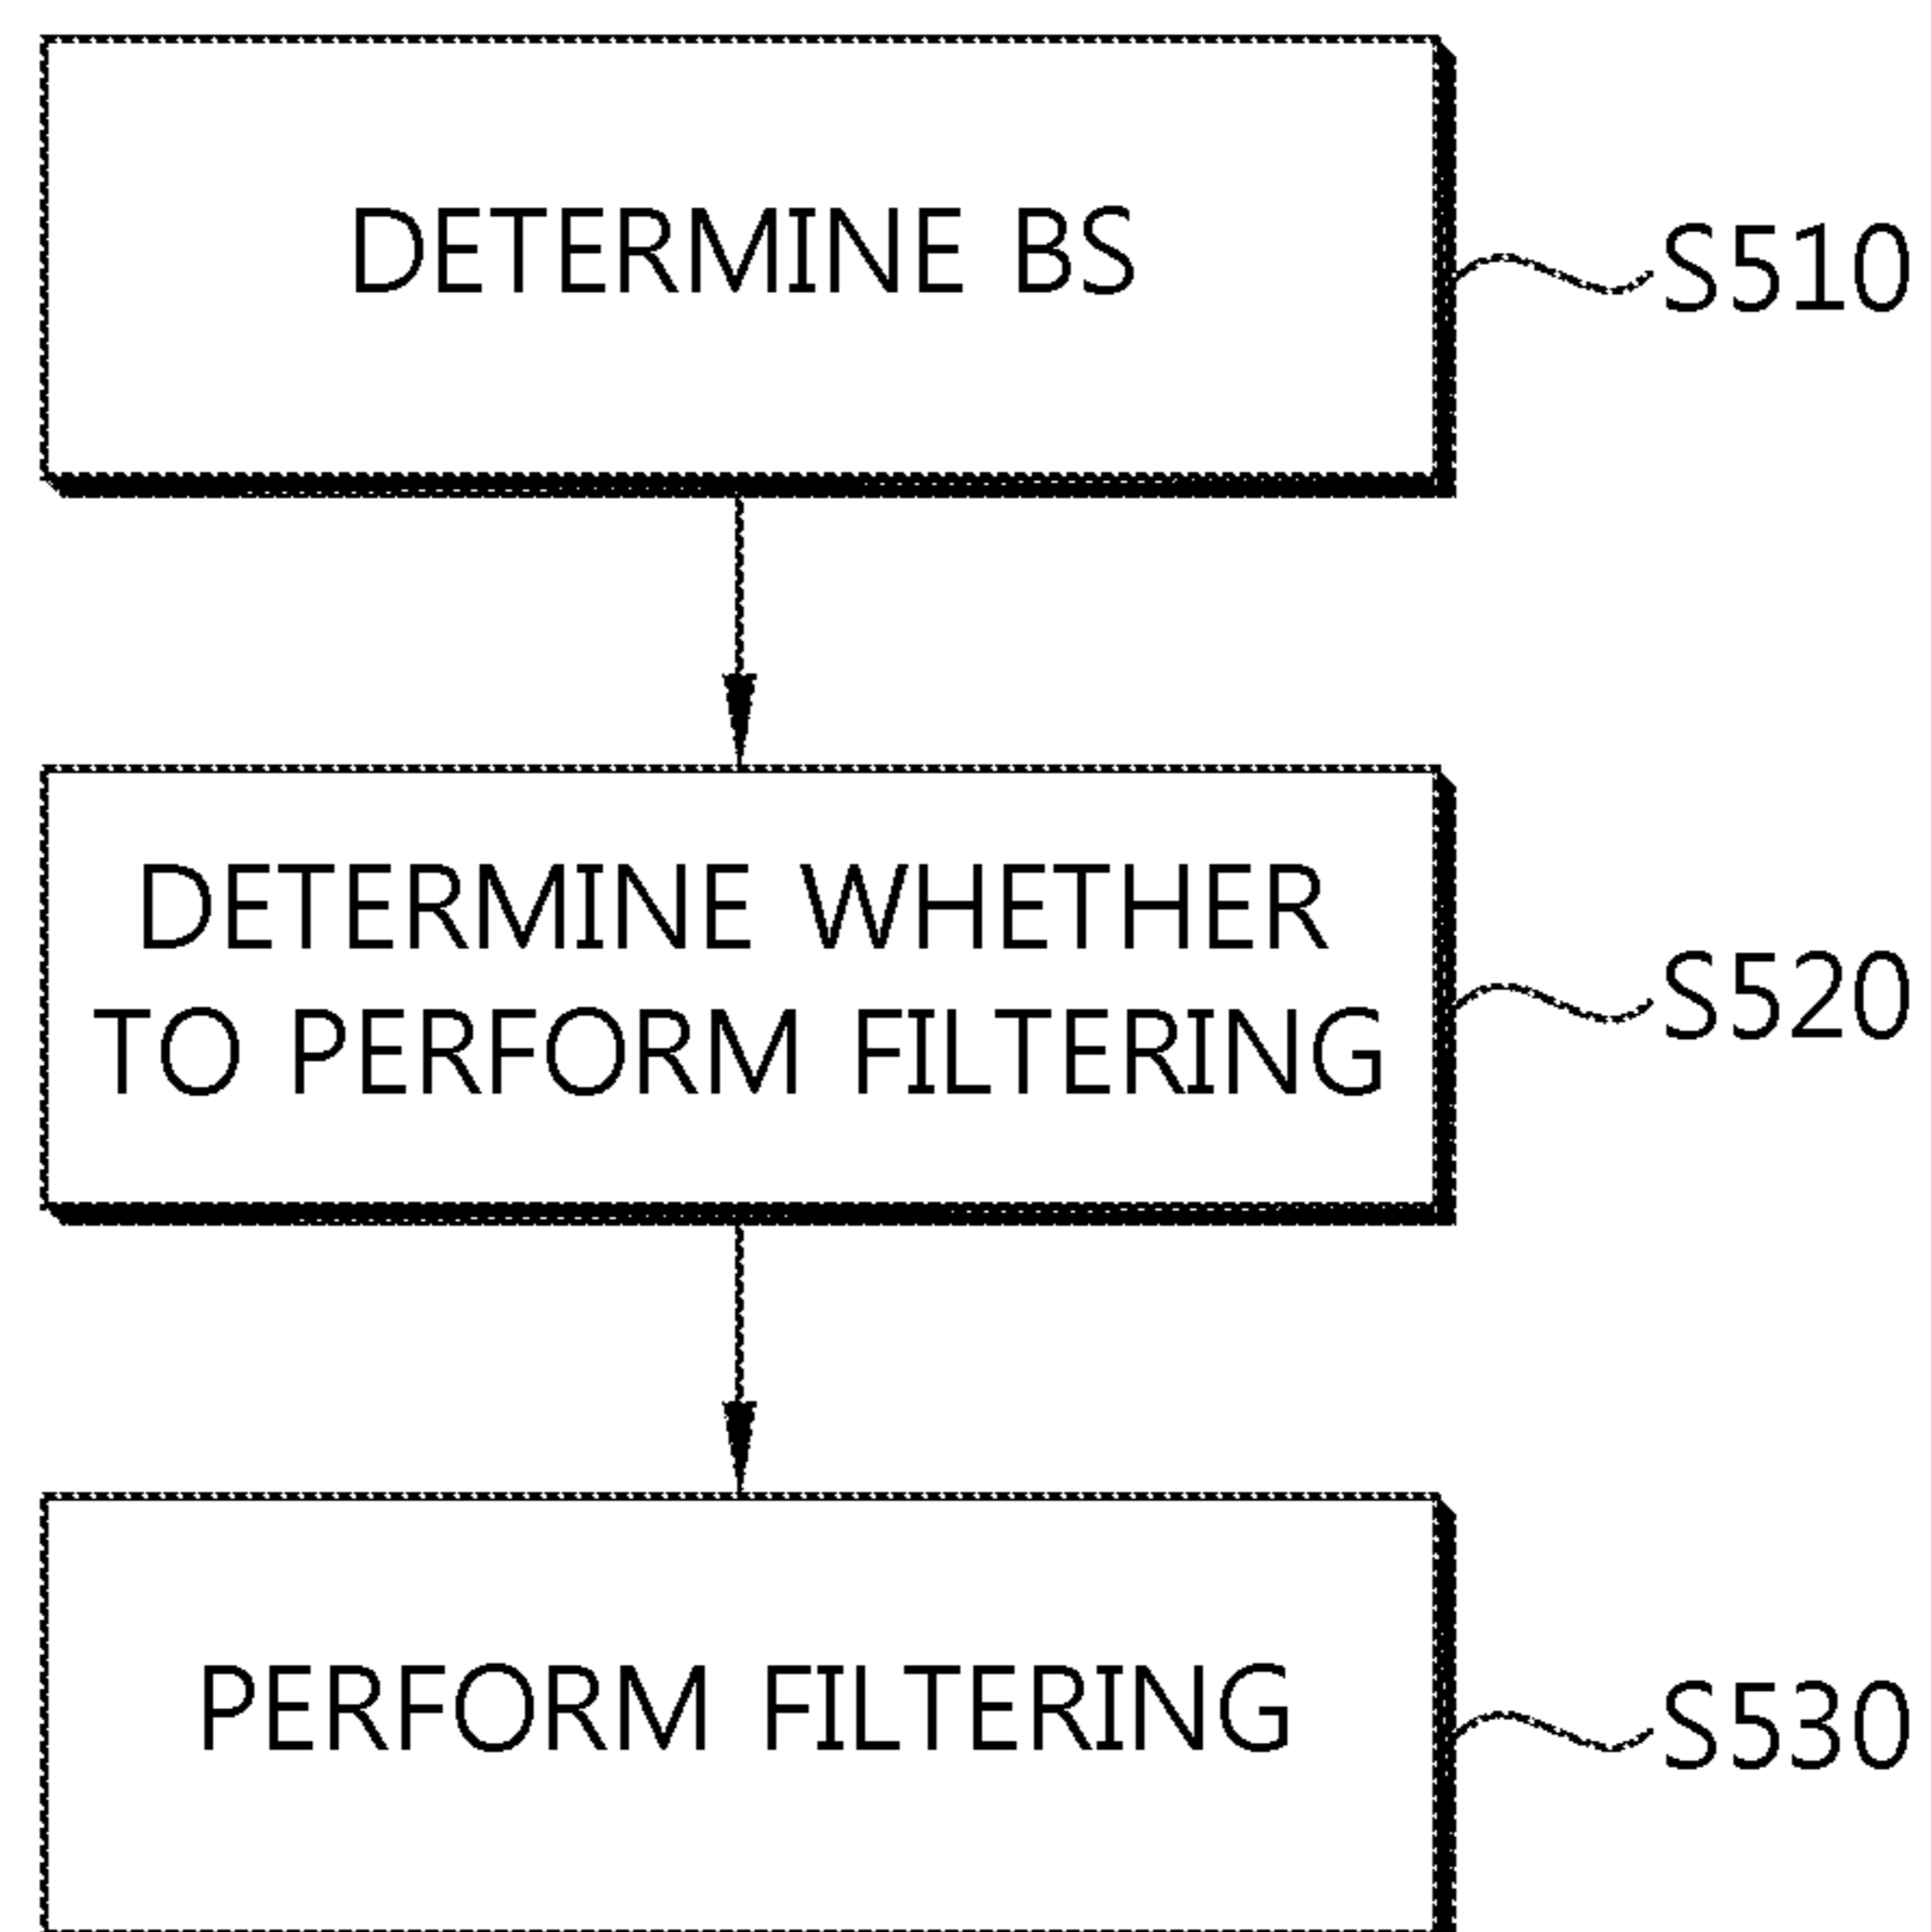 DETERMINE BS
S510
DETERMINE WHETHER
TO PERFORM FILTERING
S520
PERFORM FILTERING
S530